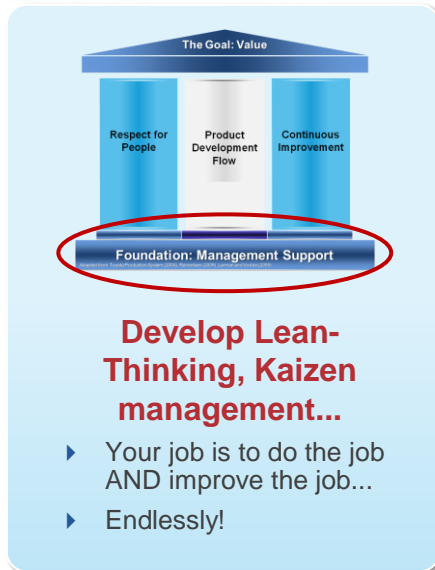 The Goal: Value
Respect for
People
Product
Development
Flow
Continuous
Improvement
Foundation: Management Support
Develop Lean-
Thinking, Kaizen
management...
Your job is to do the job
AND improve the job...
Endlessly!